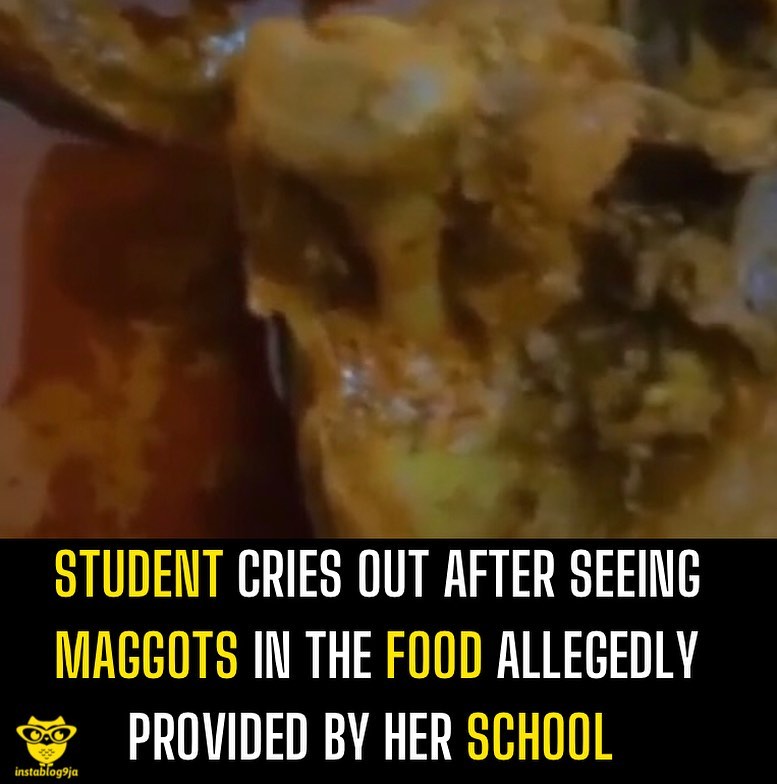 STUDENT CRIES OUT AFTER SEEING
MAGGOTS IN THE FOOD ALLEGEDLY
PROVIDED BY HER SCHOOL
instablog9ja